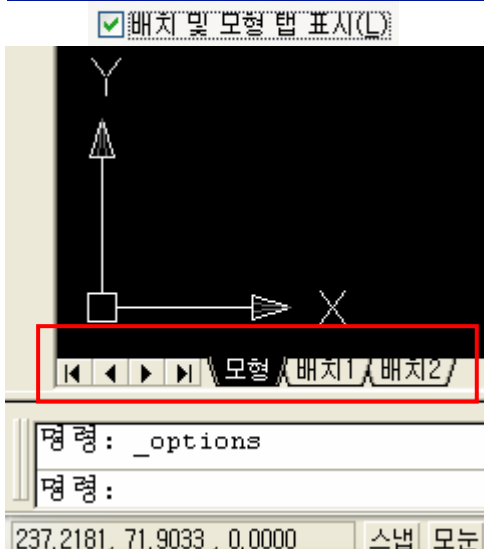 배치 및 모형 탭 표시(L)
Y
X
모형 배치1 배치2
명령: _options
명령:
237.2181, 71.9033 , 0.0000 스냅 모눈